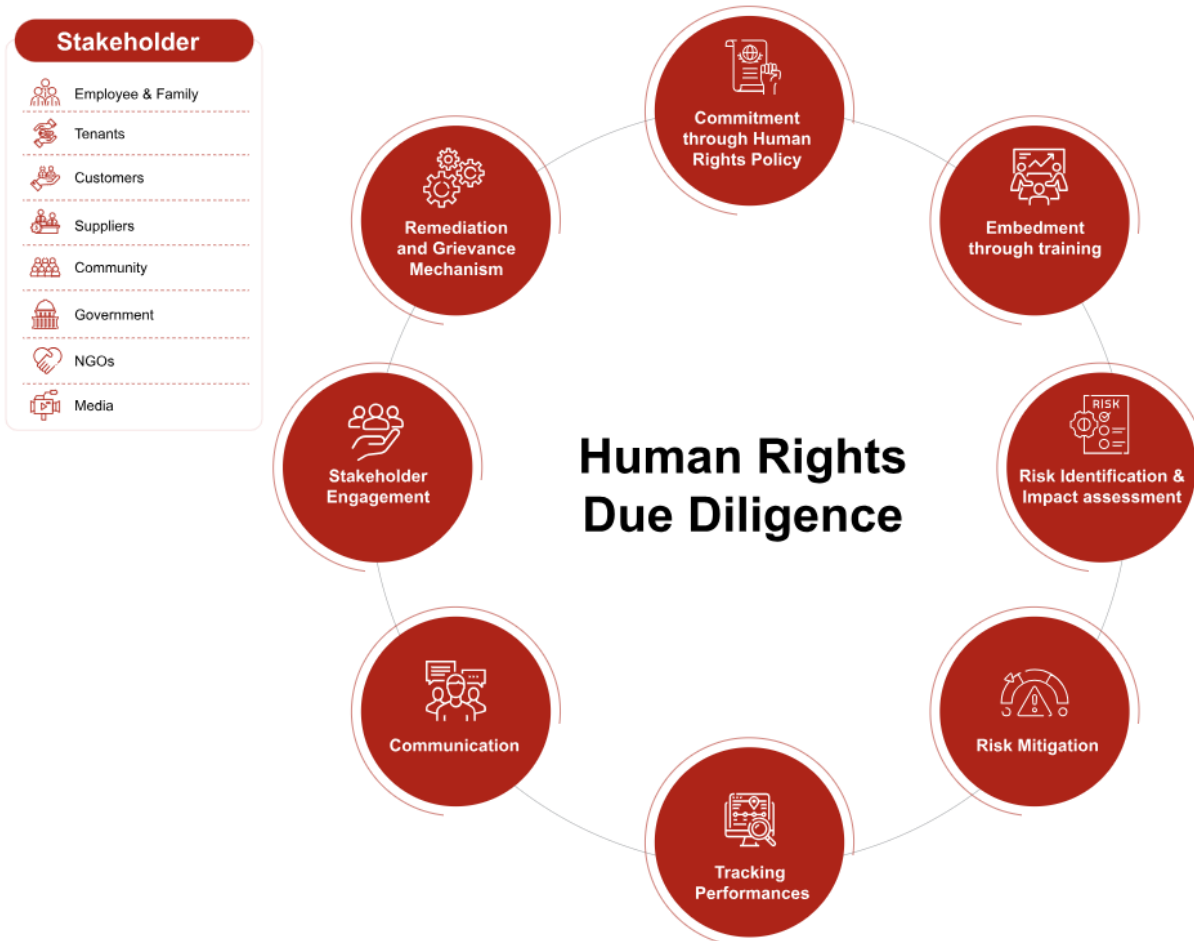 Stakeholder
Employee & Family
Tenants
Customers
Suppliers
Community
Government
NGOs
Media
Human Rights
Due Diligence
Commitment
through Human
Rights Policy
Embedment
through training
RISK
Risk Identification &
Impact assessment
Risk Mitigation
Tracking
Performances
Communication
Stakeholder
Engagement
Remediation
and Grievance
Mechanism